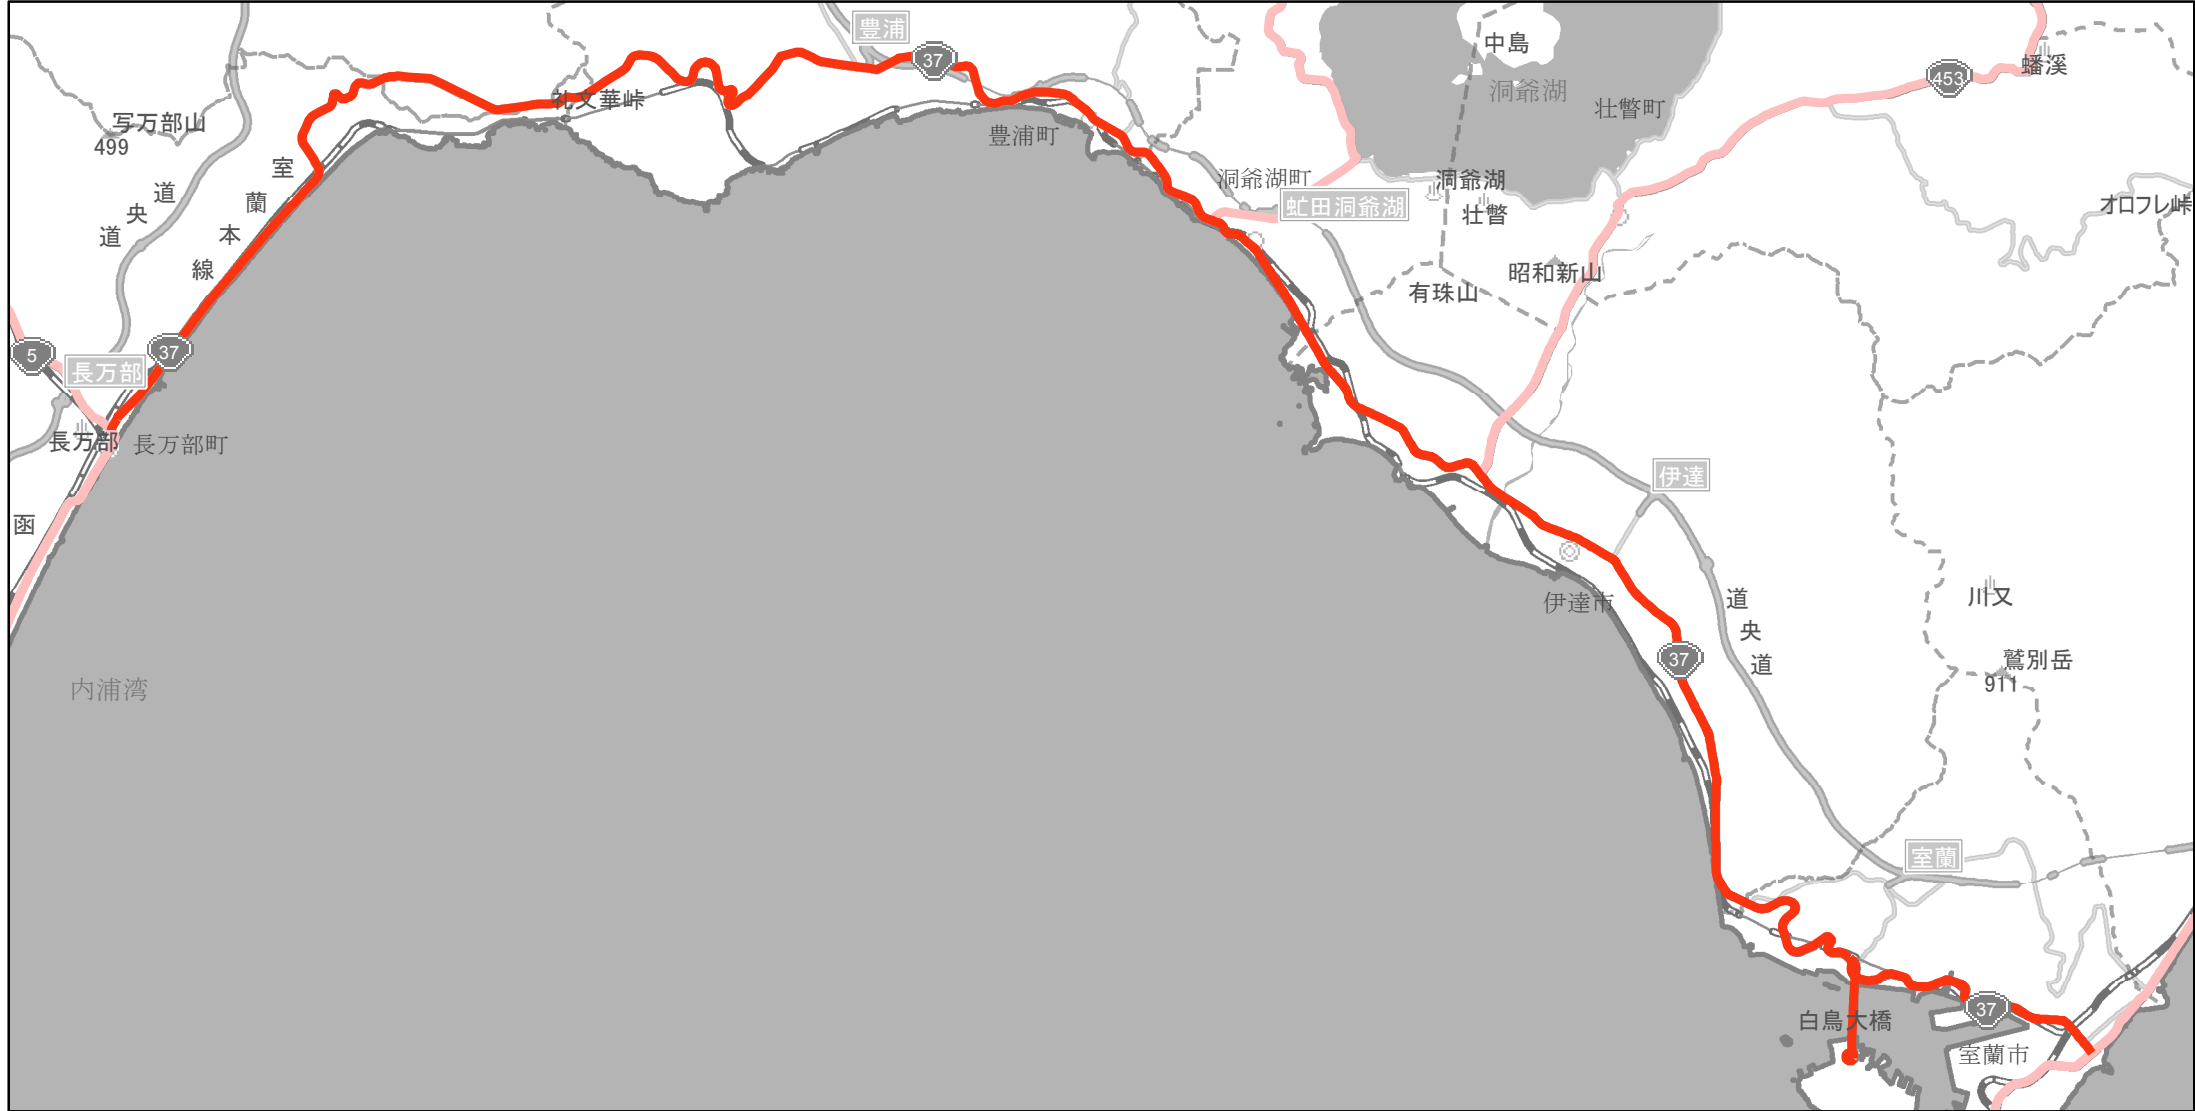 豊浦
37
中島
洞爺湖
壮瞥町
453
蟠渓
写万部山
499
礼文華峠
豊浦町
洞爺湖町
虻田洞爺湖
洞爺湖
壮瞥
オロフレ峠
道央道
室蘭本線
昭和新山
有珠山
5
37
長万部
長万部
長万部町
函
伊達
伊達市
道央道
川又
37
鷲別岳
911
内浦湾
室蘭
37
白鳥大橋
室蘭市